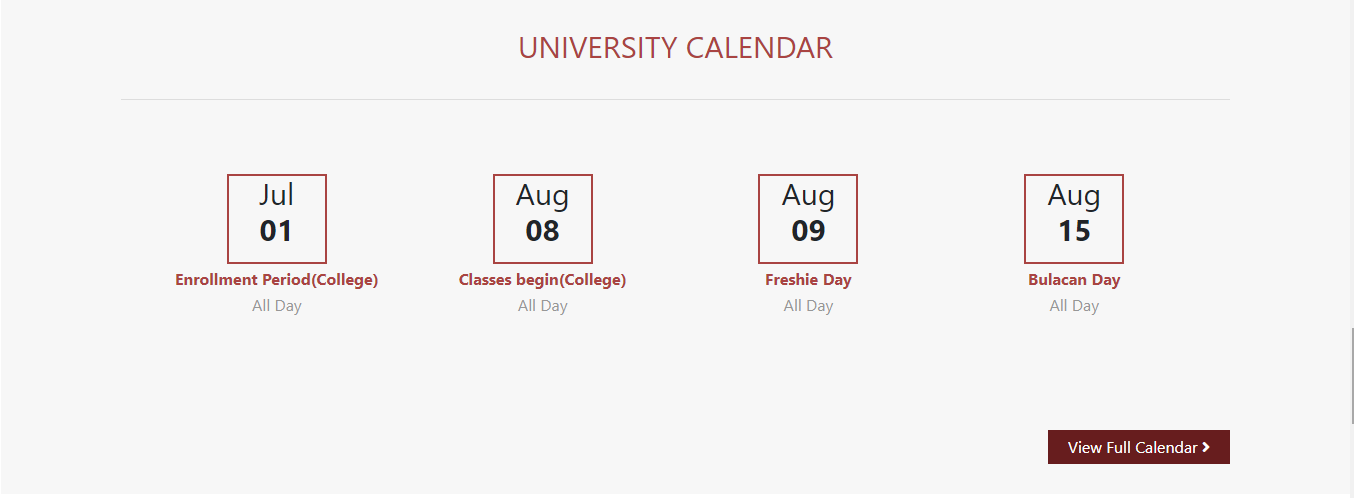 UNIVERSITY CALENDAR
Jul
01
Enrollment Period(College)
All Day
Aug
08
Classes begin(College)
All Day
Aug
09
Freshie Day
All Day
Aug
15
Bulacan Day
All Day
View Full Calendar